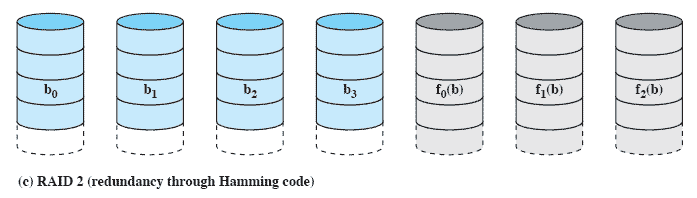 b₀ b₁ b₂ b₃ f₀(b) f₁(b) f₂(b)
(c) RAID 2 (redundancy through Hamming code)